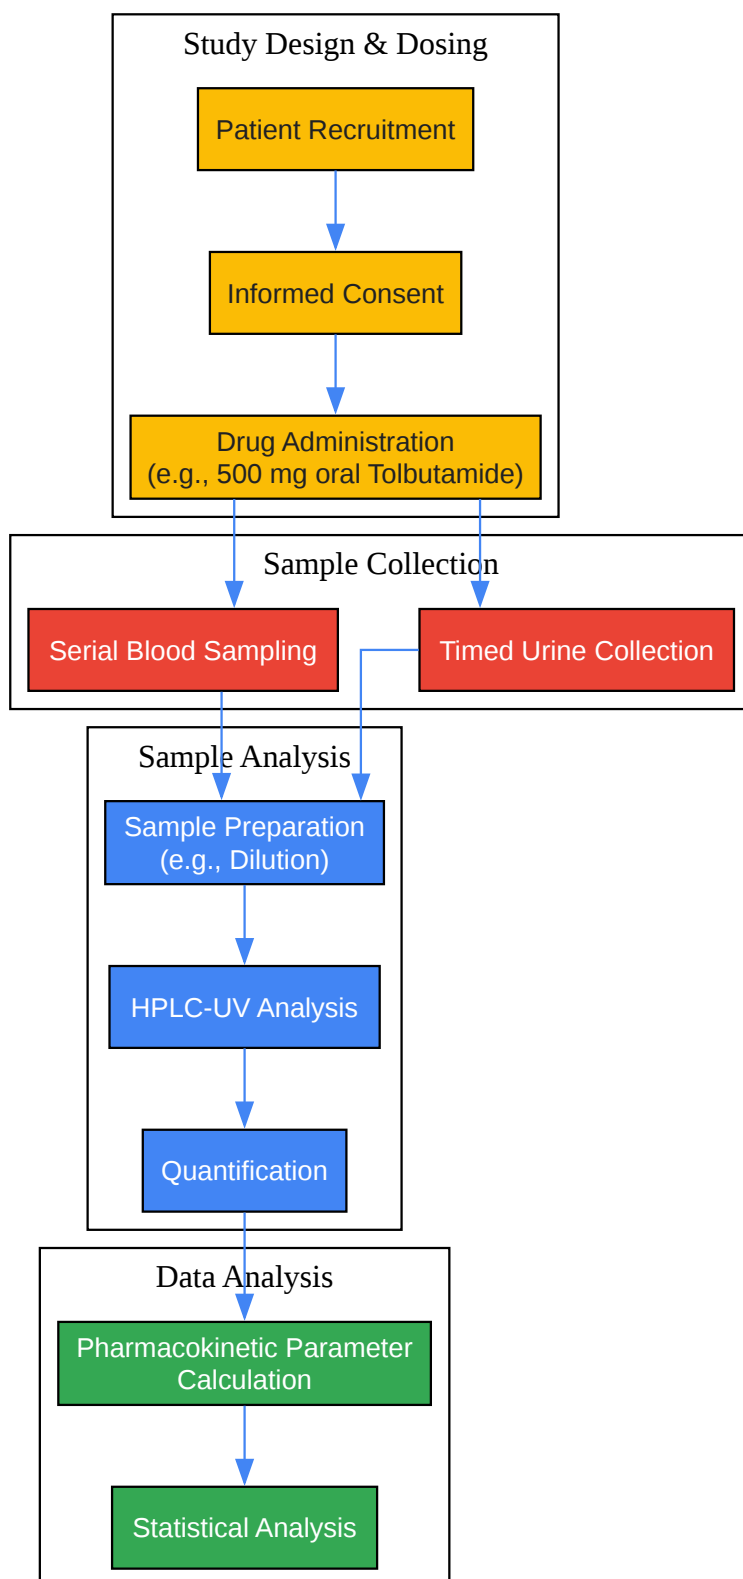 Study Design & Dosing
Patient Recruitment
Informed Consent
Drug Administration
(e.g., 500 mg oral Tolbutamide)
Sample Collection
Serial Blood Sampling
Timed Urine Collection
Sample Analysis
Sample Preparation
(e.g., Dilution)
HPLC-UV Analysis
Quantification
Data Analysis
Pharmacokinetic Parameter
Calculation
Statistical Analysis